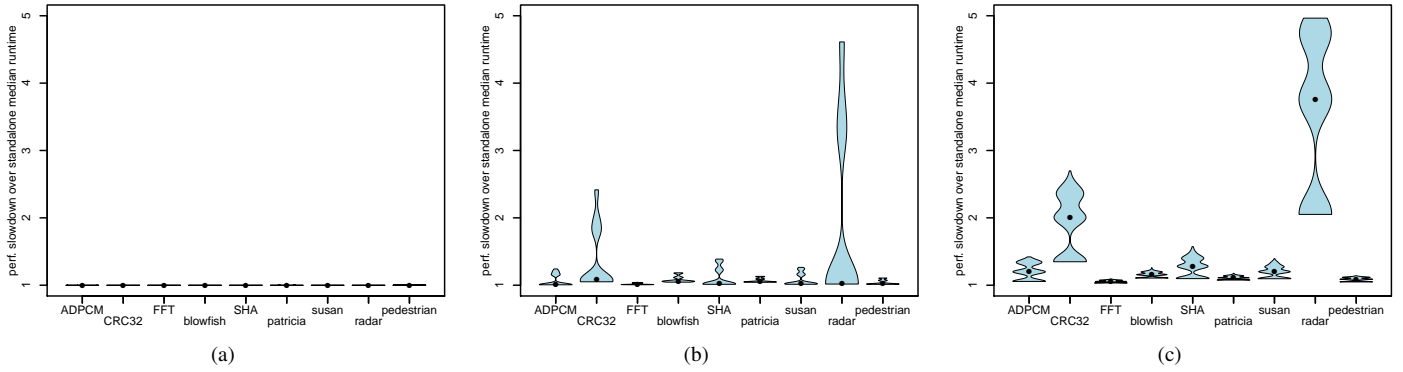 perf. slowdown over standalone median runtime
5
4
3
2
1
ADPCM FFT SHA susan pedestrian
CRC32 blowfish patricia radar
(a)
perf. slowdown over standalone median runtime
5
4
3
2
1
ADPCM FFT SHA susan pedestrian
CRC32 blowfish patricia radar
(b)
perf. slowdown over standalone median runtime
5
4
3
2
1
ADPCM FFT SHA susan pedestrian
CRC32 blowfish patricia radar
(c)